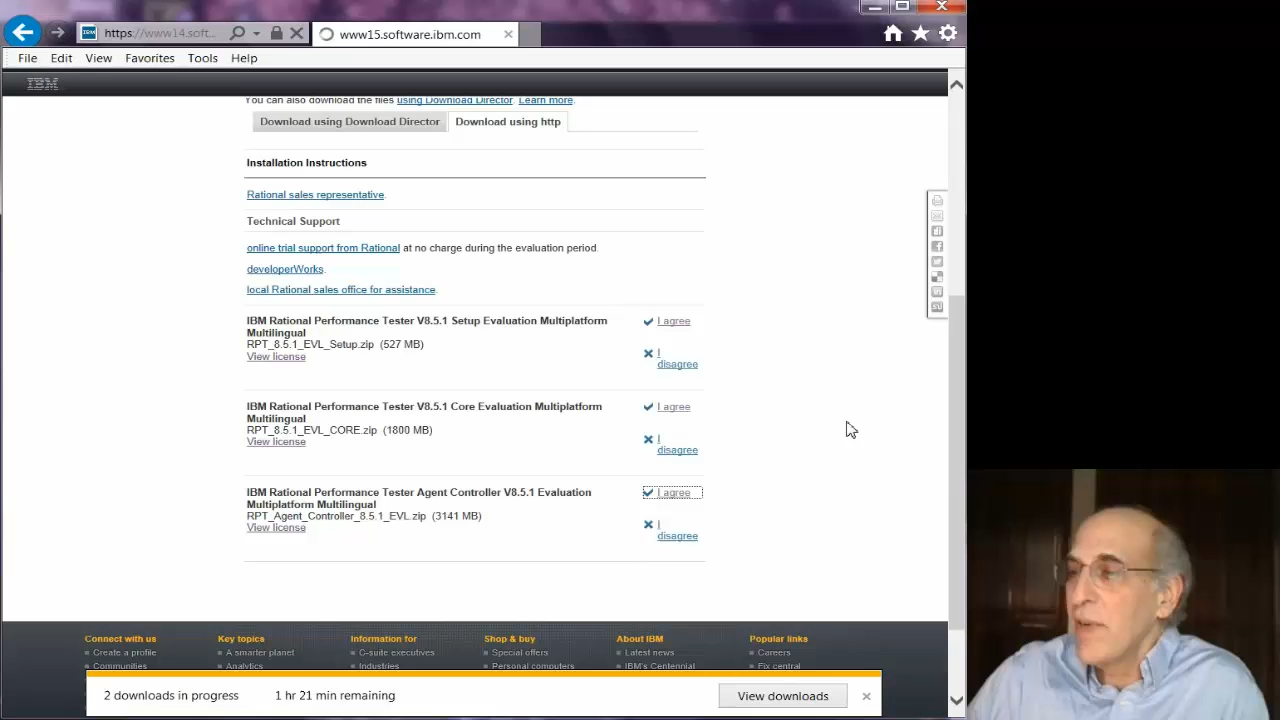 https://www14.soft...
www15.software.ibm.com
File Edit View Favorites Tools Help
IBM
You can also download the files using Download Director. Learn more.
Download using Download Director
Download using http
Installation Instructions
Rational sales representative.
Technical Support
online trial support from Rational at no charge during the evaluation period.
developerWorks.
local Rational sales office for assistance.
IBM Rational Performance Tester V8.5.1 Setup Evaluation Multiplatform
Multilingual
RPT_8.5.1_EVL_Setup.zip (527 MB)
View license
I agree
I
disagree
IBM Rational Performance Tester V8.5.1 Core Evaluation Multiplatform
Multilingual
RPT_8.5.1_EVL_CORE.zip (1800 MB)
View license
I agree
I
disagree
IBM Rational Performance Tester Agent Controller V8.5.1 Evaluation
Multiplatform Multilingual
RPT_Agent_Controller_8.5.1_EVL.zip (3141 MB)
View license
I agree
I
disagree
Connect with us
Create a profile
Communities
Key topics
A smarter planet
Analytics
Information for
C-suite executives
Industries
Shop & buy
Special offers
Personal computers
About IBM
Latest news
IBM's Centennial
Popular links
Careers
Fix central
2 downloads in progress 1 hr 21 min remaining
View downloads